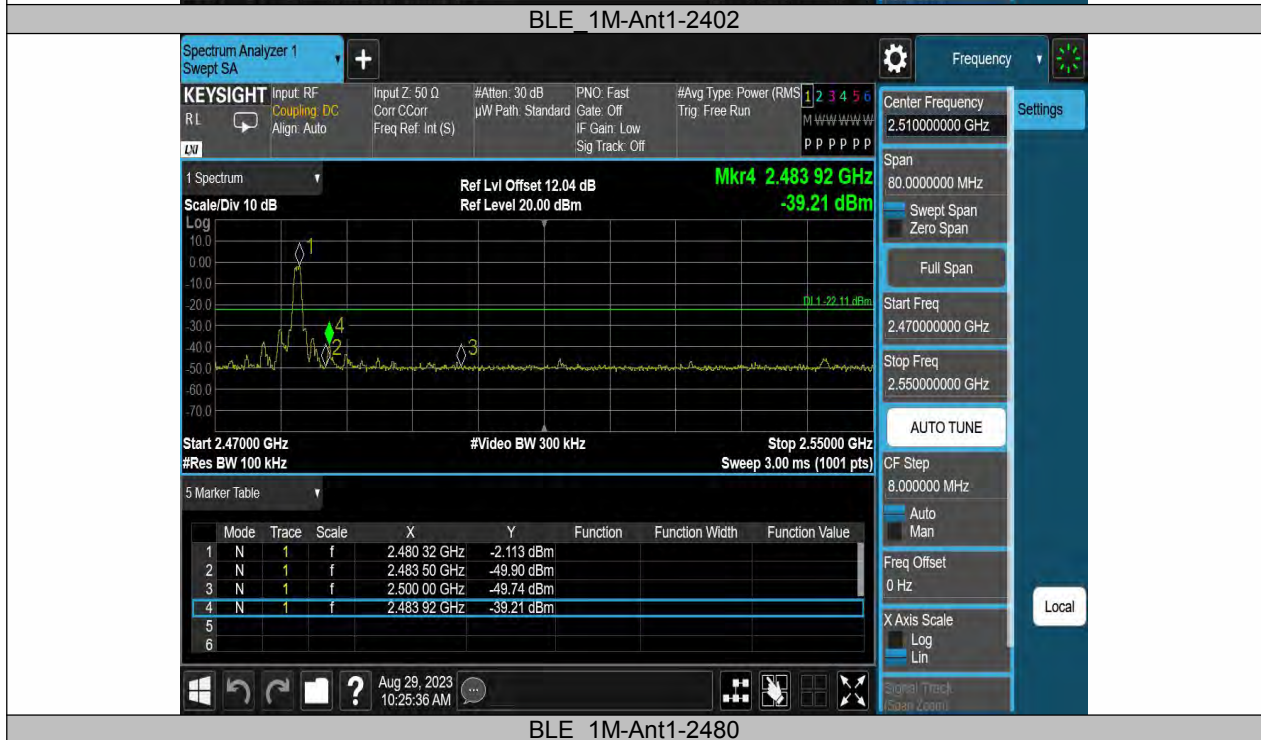 BLE_1M-Ant1-2402
Spectrum Analyzer 1
Swept SA
+
Frequency
KEYSIGHT
RL
LXI
Input: RF
Coupling: DC
Align: Auto
Input Z: 50 Ω
Corr CCorr
Freq Ref: Int (S)
#Atten: 30 dB
µW Path: Standard
PNO: Fast
Gate: Off
IF Gain: Low
Sig Track: Off
#Avg Type: Power (RMS
Trig: Free Run
1 2 3 4 5 6
M W W W W W
P P P P P P
1 Spectrum
Scale/Div 10 dB
Ref Lvl Offset 12.04 dB
Ref Level 20.00 dBm
Mkr4 2.483 92 GHz
-39.21 dBm
Log
10.0
0.00
-10.0
-20.0
-30.0
-40.0
-50.0
-60.0
-70.0
1
4
2
3
DL1 -22.11 dBm
Start 2.47000 GHz
#Video BW 300 kHz
Stop 2.55000 GHz
#Res BW 100 kHz
Sweep 3.00 ms (1001 pts)
5 Marker Table
Mode Trace Scale X Y Function Function Width Function Value
1 N 1 f 2.480 32 GHz -2.113 dBm
2 N 1 f 2.483 50 GHz -49.90 dBm
3 N 1 f 2.500 00 GHz -49.74 dBm
4 N 1 f 2.483 92 GHz -39.21 dBm
5
6
?
Aug 29, 2023
10:25:36 AM
Center Frequency
2.510000000 GHz
Settings
Span
80.0000000 MHz
Swept Span
Zero Span
Full Span
Start Freq
2.470000000 GHz
Stop Freq
2.550000000 GHz
AUTO TUNE
CF Step
8.000000 MHz
Auto
Man
Freq Offset
0 Hz
X Axis Scale
Log
Lin
Local
Signal Track
(Span Zoom)
BLE_1M-Ant1-2480